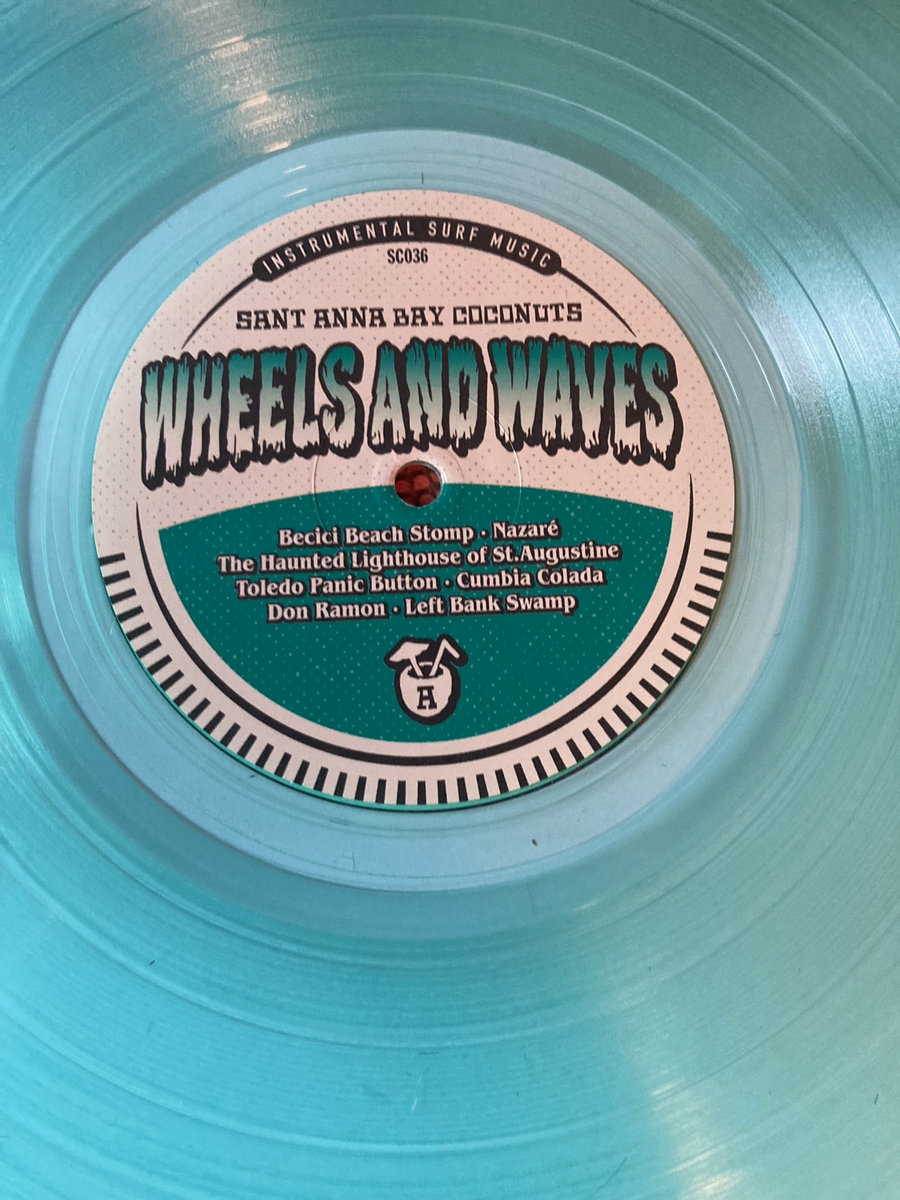 INSTRUMENTAL SURF MUSIC
SC036
SANT ANNA BAY COCONUTS
WHEELS AND WAVES
Becici Beach Stomp · Nazaré
The Haunted Lighthouse of St.Augustine
Toledo Panic Button · Cumbia Colada
Don Ramon · Left Bank Swamp
A